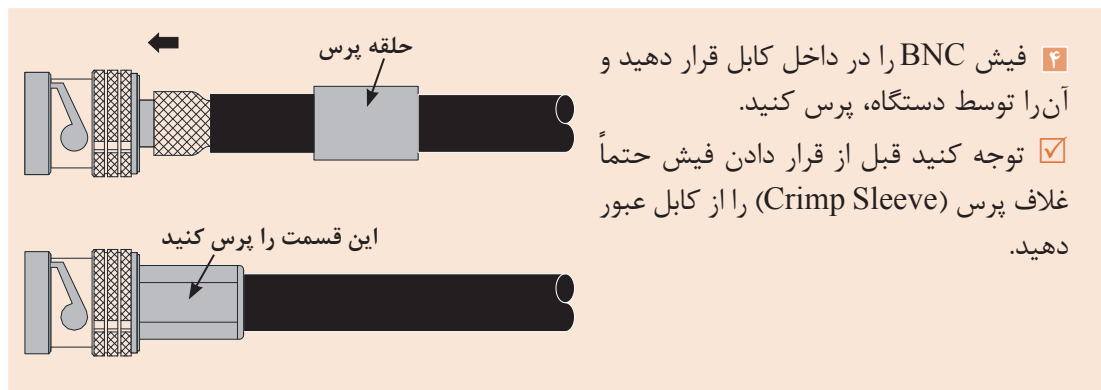 ۴ فیش BNC را در داخل کابل قرار دهید و
آن‌را توسط دستگاه، پرس کنید.
☑ توجه کنید قبل از قرار دادن فیش حتماً
غلاف پرس (Crimp Sleeve) را از کابل عبور
دهید.
حلقه پرس
این قسمت را پرس کنید